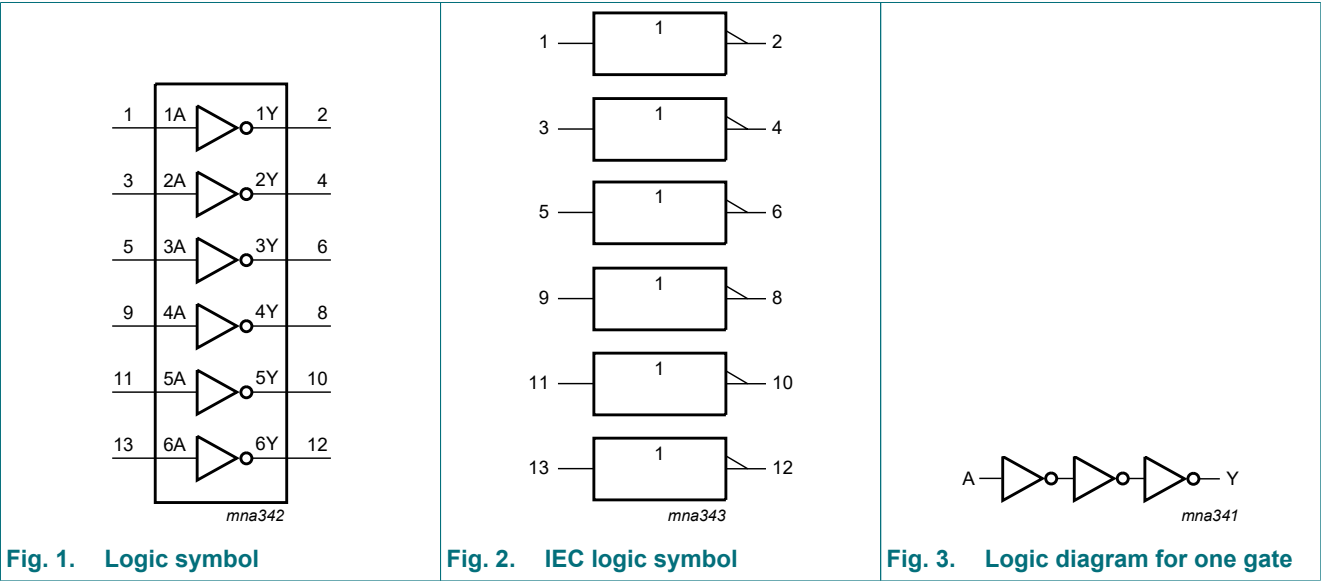 1 1A 1Y 2
3 2A 2Y 4
5 3A 3Y 6
9 4A 4Y 8
11 5A 5Y 10
13 6A 6Y 12
mna342
Fig. 1. Logic symbol
1 1 2
3 1 4
5 1 6
9 1 8
11 1 10
13 1 12
mna343
Fig. 2. IEC logic symbol
A Y
mna341
Fig. 3. Logic diagram for one gate